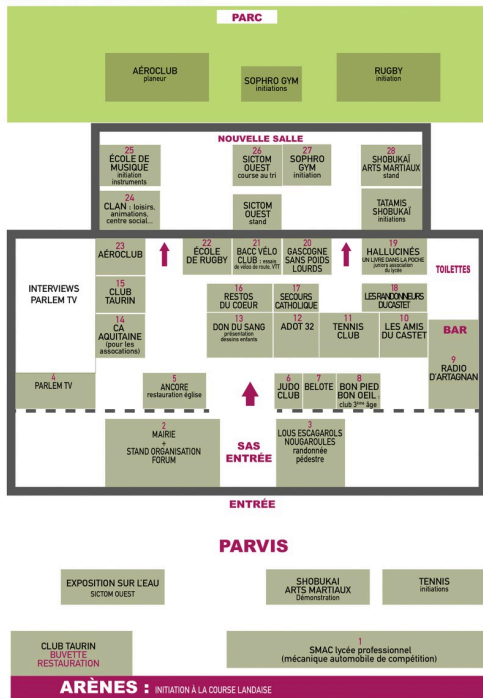 PARC
AÉROCLUB
planeur
SOPHRO GYM
initiations
RUGBY
initiation
NOUVELLE SALLE
25
ÉCOLE DE
MUSIQUE
initiation
instruments
26
SICTOM
OUEST
course au tri
27
SOPHRO
GYM
initiation
28
SHOBUKAÏ
ARTS MARTIAUX
stand
24
CLAN : loisirs,
animations,
centre social...
SICTOM
OUEST
stand
TATAMIS
SHOBUKAÏ
initiations
23
AÉROCLUB
22
ÉCOLE
DE RUGBY
21
BACC VÉLO
CLUB : essais
de vélos de route, VTT
20
GASCOGNE
SANS POIDS
LOURDS
19
HALLUCINÉS
UN LIVRE DANS LA POCHE
juniors association
du lycée
TOILETTES
INTERVIEWS
PARLEM TV
15
CLUB
TAURIN
16
RESTOS
DU COEUR
17
SECOURS
CATHOLIQUE
18
LES RANDONNEURS
DU CASTET
14
CA
AQUITAINE
(pour les
assocations)
13
DON DU SANG
présentation
dessins enfants
12
ADOT 32
11
TENNIS
CLUB
10
LES AMIS
DU CASTET
BAR
9
RADIO
D'ARTAGNAN
4
PARLEM TV
5
ANCORE
restauration église
6
JUDO
CLUB
7
BELOTE
8
BON PIED
BON OEIL :
club 3ème âge
2
MAIRIE
+
STAND ORGANISATION
FORUM
SAS
ENTRÉE
3
LOUS ESCAGAROLS
NOUGAROULES
randonnée
pédestre
ENTRÉE
PARVIS
EXPOSITION SUR L'EAU
SICTOM OUEST
SHOBUKAI
ARTS MARTIAUX
Démonstration
TENNIS
initiations
CLUB TAURIN
BUVETTE
RESTAURATION
1
SMAC lycée professionnel
(mécanique automobile de compétition)
ARÈNES : INITIATION À LA COURSE LANDAISE